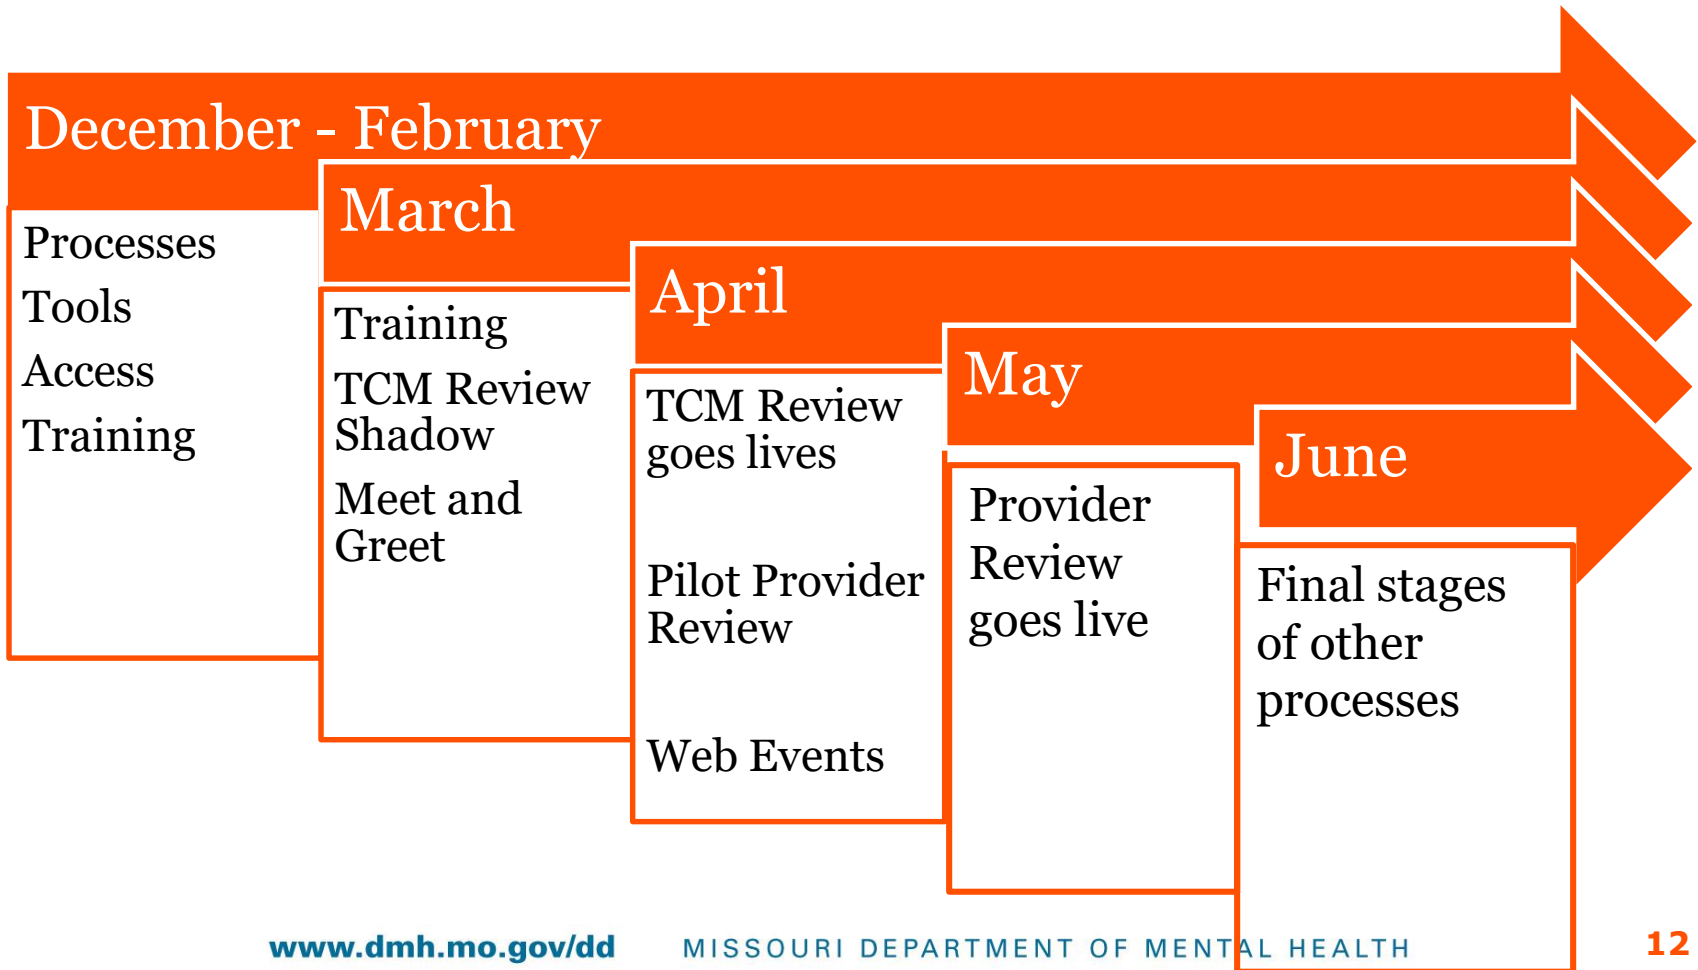 December - February
Processes
Tools
Access
Training
March
Training
TCM Review
Shadow
Meet and
Greet
April
TCM Review
goes lives
Pilot Provider
Review
Web Events
May
Provider
Review
goes live
June
Final stages
of other
processes
www.dmh.mo.gov/dd MISSOURI DEPARTMENT OF MENTAL HEALTH 12